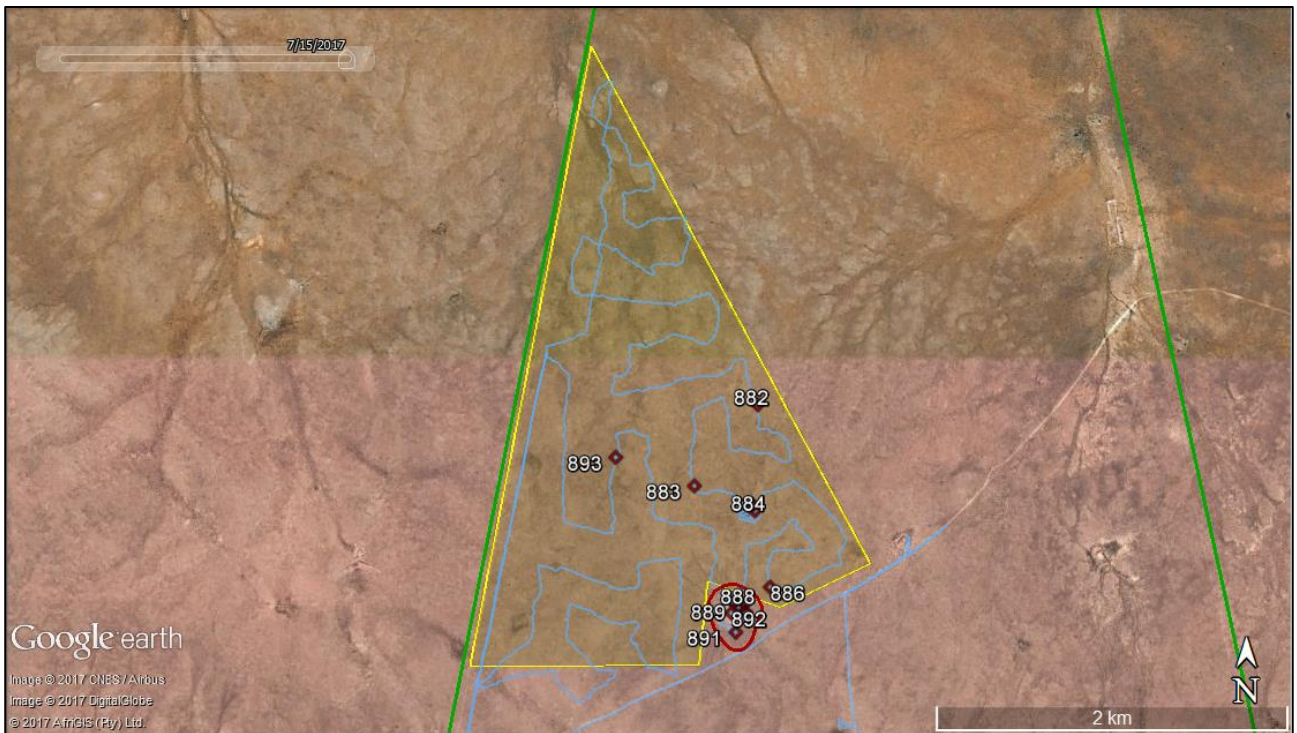 7/15/2017
882
893
883
884
886
888
889
892
891
Google earth
Image © 2017 CNES / Airbus
Image © 2017 DigitalGlobe
© 2017 AfriGIS (Pty) Ltd.
N
2 km